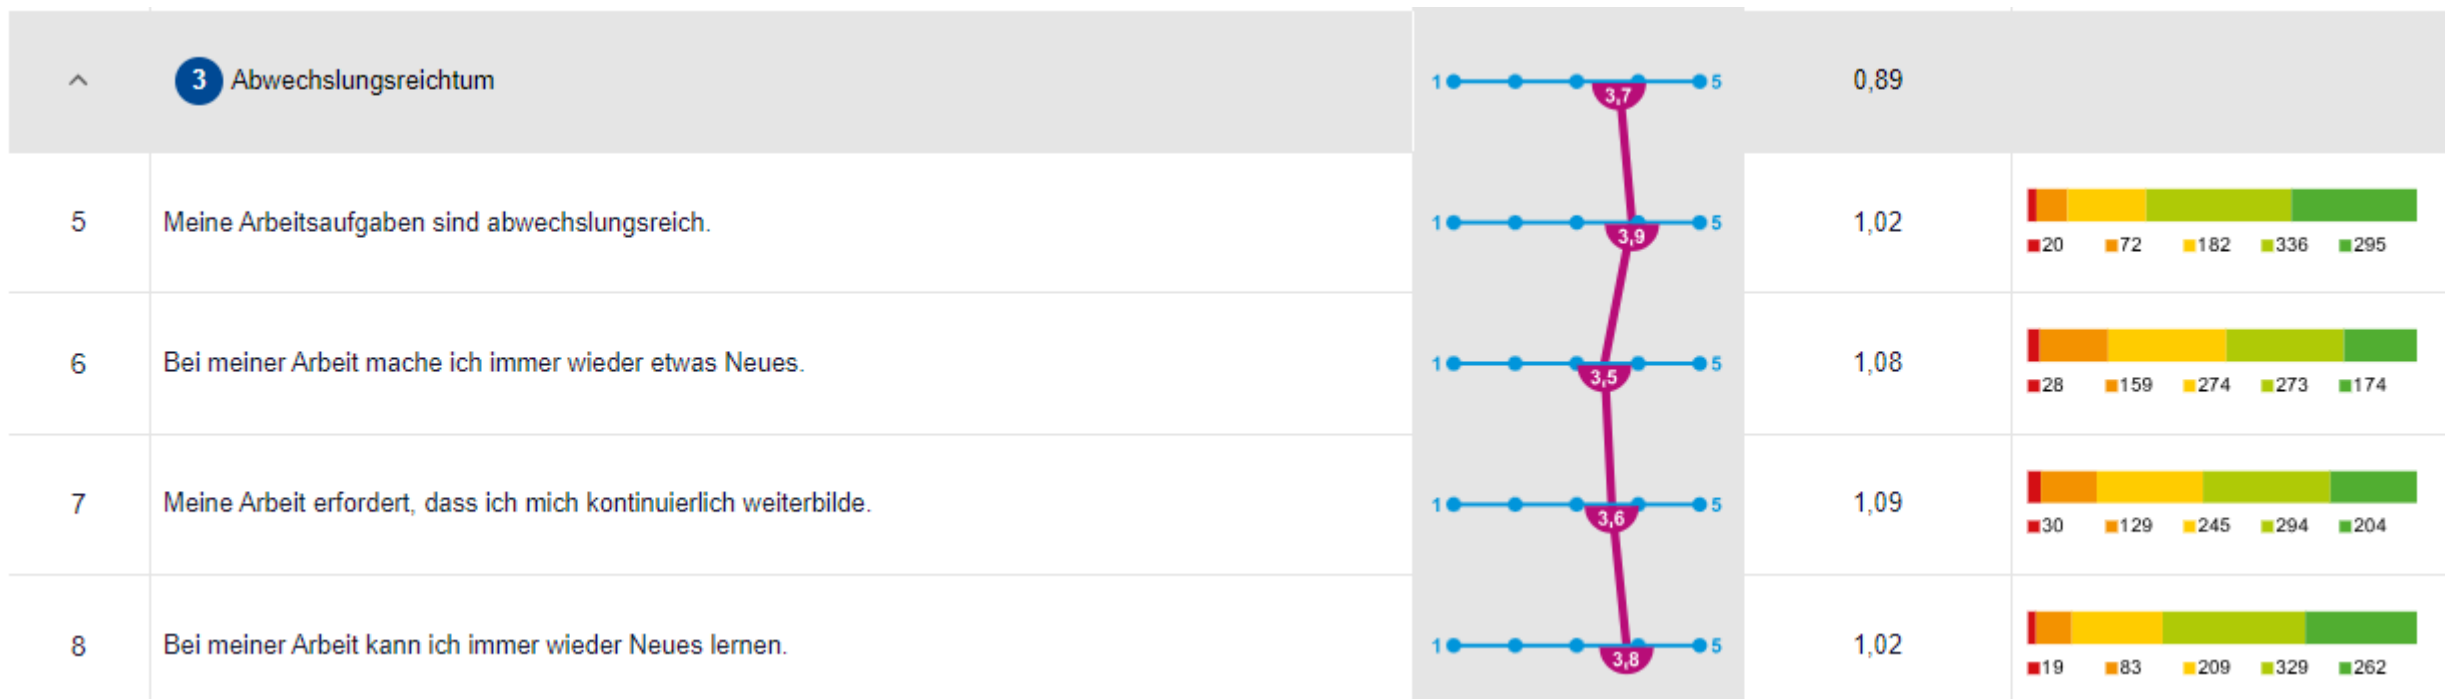 3 Abwechslungsreichtum 1 3,7 5 0,89
5 Meine Arbeitsaufgaben sind abwechslungsreich. 1 3,9 5 1,02
20 72 182 336 295
6 Bei meiner Arbeit mache ich immer wieder etwas Neues. 1 3,5 5 1,08
28 159 274 273 174
7 Meine Arbeit erfordert, dass ich mich kontinuierlich weiterbilde. 1 3,6 5 1,09
30 129 245 294 204
8 Bei meiner Arbeit kann ich immer wieder Neues lernen. 1 3,8 5 1,02
19 83 209 329 262